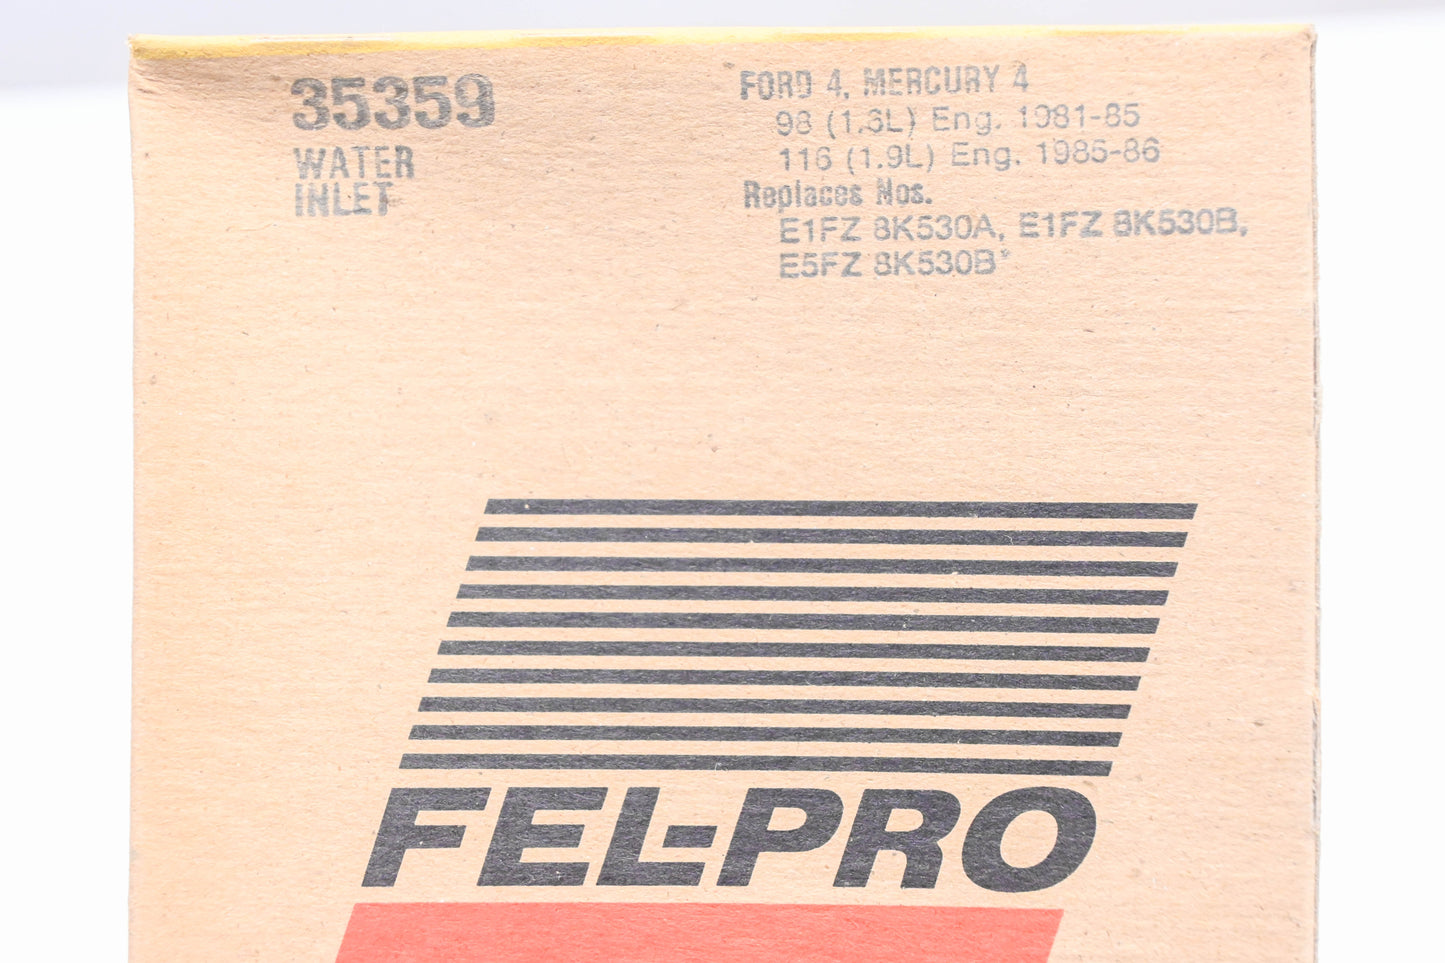 35359
WATER
INLET
FORD 4, MERCURY 4
98 (1.6L) Eng. 1981-85
116 (1.9L) Eng. 1985-86
Replaces Nos.
E1FZ 8K530A, E1FZ 8K530B,
E5FZ 8K530B*
FEL-PRO